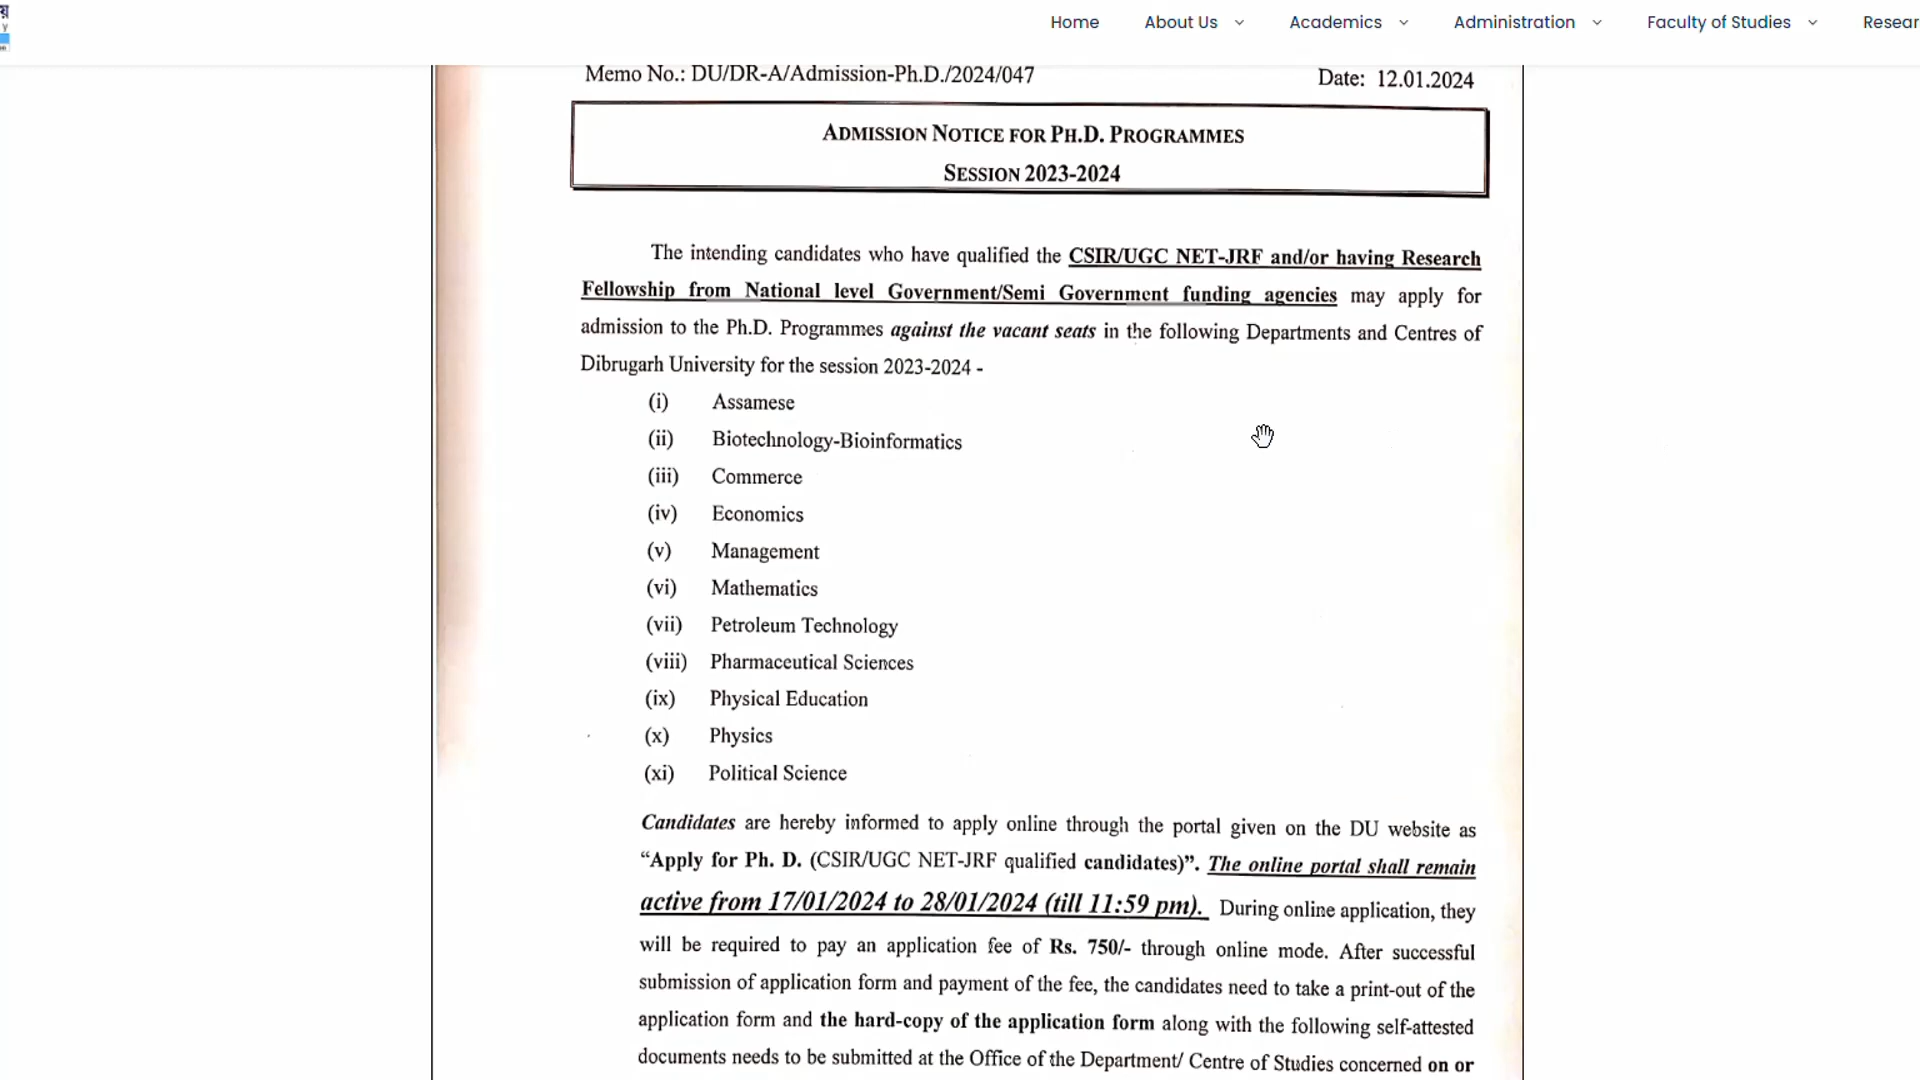 Home About Us Academics Administration Faculty of Studies
Memo No.: DU/DR-A/Admission-Ph.D./2024/047 Date: 12.01.2024
ADMISSION NOTICE FOR PH.D. PROGRAMMES
SESSION 2023-2024
The intending candidates who have qualified the CSIR/UGC NET-JRF and/or having Research
Fellowship from National level Government/Semi Government funding agencies may apply for
admission to the Ph.D. Programmes against the vacant seats in the following Departments and Centres of
Dibrugarh University for the session 2023-2024 -
(i) Assamese
(ii) Biotechnology-Bioinformatics
(iii) Commerce
(iv) Economics
(v) Management
(vi) Mathematics
(vii) Petroleum Technology
(viii) Pharmaceutical Sciences
(ix) Physical Education
(x) Physics
(xi) Political Science
Candidates are hereby informed to apply online through the portal given on the DU website as
“Apply for Ph. D. (CSIR/UGC NET-JRF qualified candidates)”. The online portal shall remain
active from 17/01/2024 to 28/01/2024 (till 11:59 pm). During online application, they
will be required to pay an application fee of Rs. 750/- through online mode. After successful
submission of application form and payment of the fee, the candidates need to take a print-out of the
application form and the hard-copy of the application form along with the following self-attested
documents needs to be submitted at the Office of the Department/ Centre of Studies concerned on or